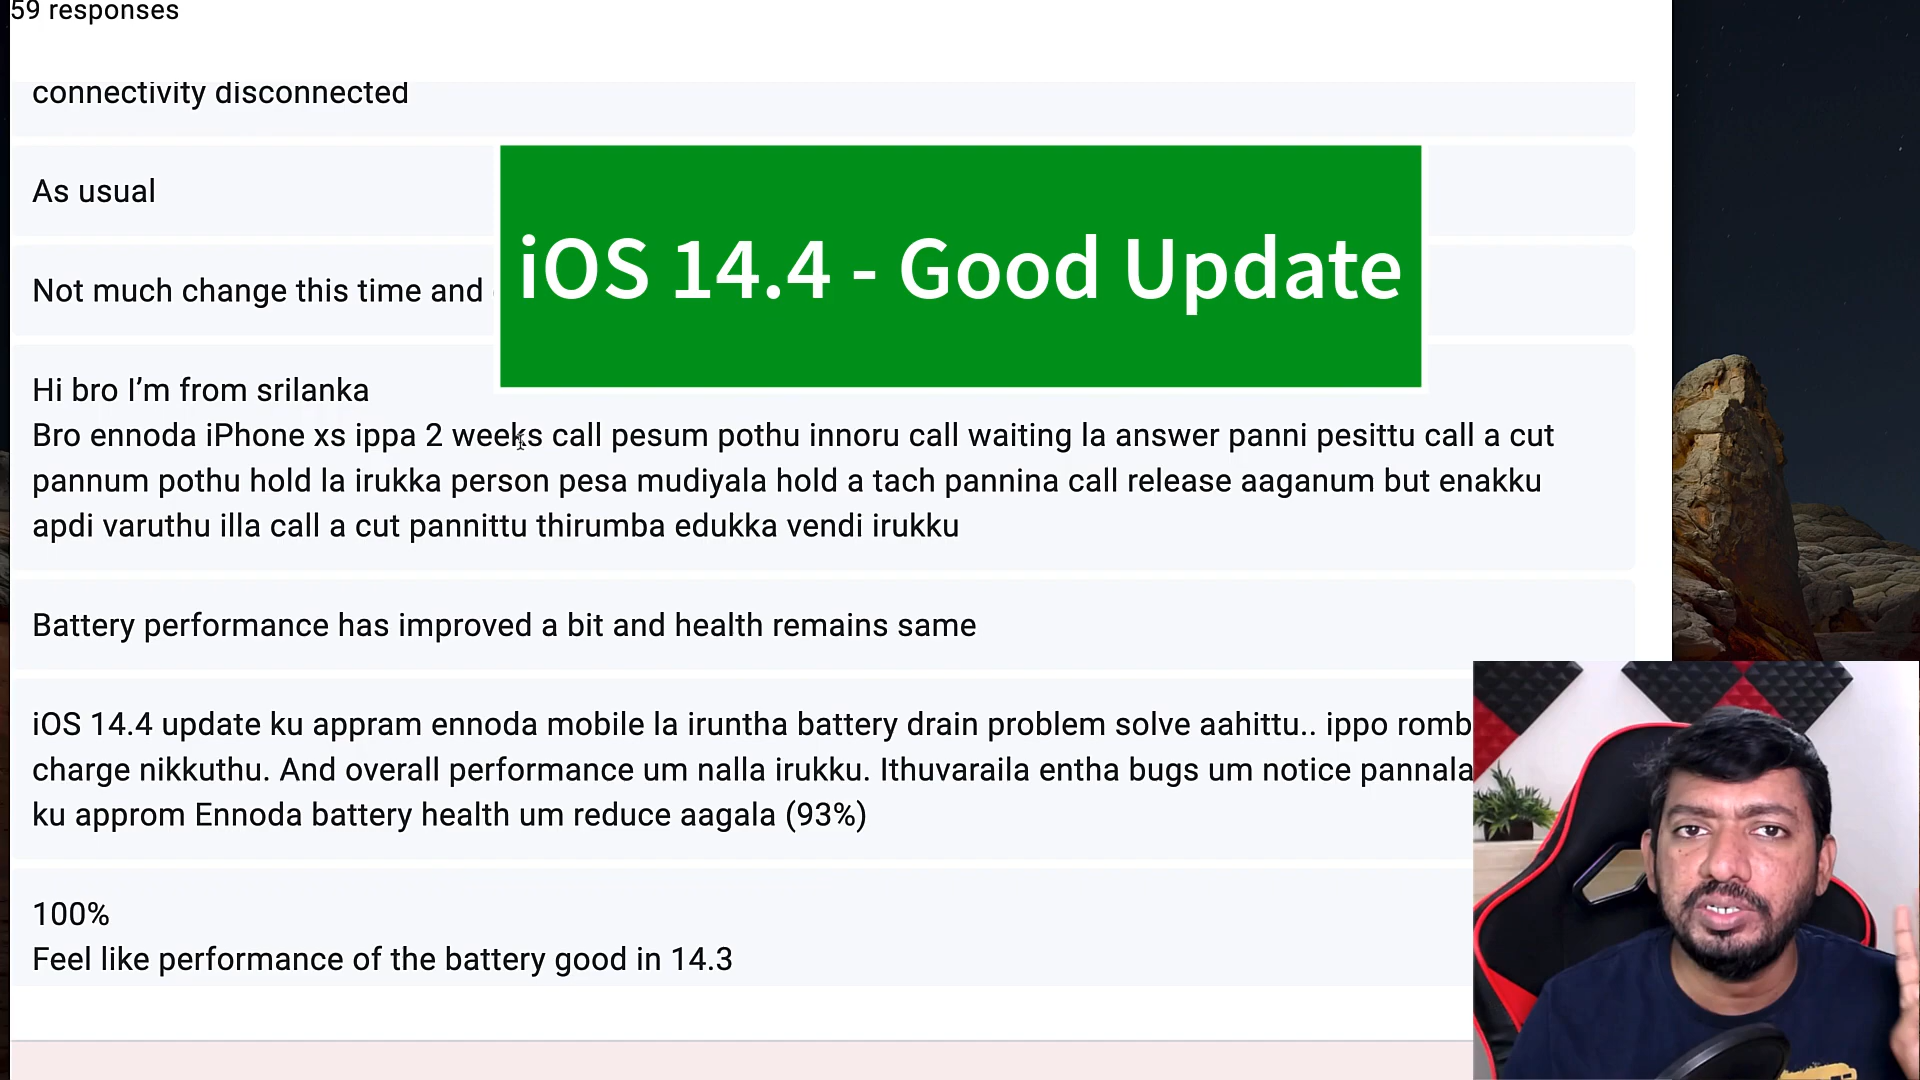 59 responses
connectivity disconnected
As usual
Not much change this time and
iOS 14.4 - Good Update
Hi bro I’m from srilanka
Bro ennoda iPhone xs ippa 2 weeks call pesum pothu innoru call waiting la answer panni pesittu call a cut
pannum pothu hold la irukka person pesa mudiyala hold a tach pannina call release aaganum but enakku
apdi varuthu illa call a cut pannittu thirumba edukka vendi irukku
Battery performance has improved a bit and health remains same
iOS 14.4 update ku appram ennoda mobile la iruntha battery drain problem solve aahittu.. ippo romb
charge nikkuthu. And overall performance um nalla irukku. Ithuvaraila entha bugs um notice pannala
ku approm Ennoda battery health um reduce aagala (93%)
100%
Feel like performance of the battery good in 14.3